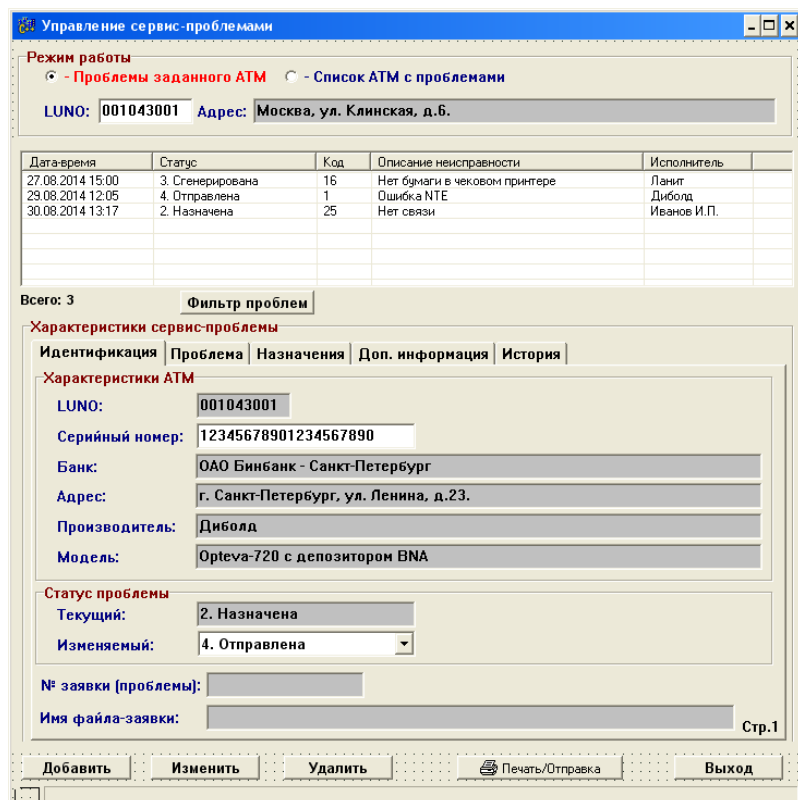 Управление сервис-проблемами
Режим работы
- Проблемы заданного АТМ - Список АТМ с проблемами
LUNO: 001043001 Адрес: Москва, ул. Клинская, д.6.
Дата-время Статус Код Описание неисправности Исполнитель
27.08.2014 15:00 3. Сгенерирована 16 Нет бумаги в чековом принтере Ланит
29.08.2014 12:05 4. Отправлена 1 Ошибка NTE Диболд
30.08.2014 13:17 2. Назначена 25 Нет связи Иванов И.П.
Всего: 3 Фильтр проблем
Характеристики сервис-проблемы
Идентификация Проблема Назначения Доп. информация История
Характеристики АТМ
LUNO: 001043001
Серийный номер: 12345678901234567890
Банк: ОАО Бинбанк - Санкт-Петербург
Адрес: г. Санкт-Петербург, ул. Ленина, д.23.
Производитель: Диболд
Модель: Opteva-720 с депозитором BNA
Статус проблемы
Текущий: 2. Назначена
Изменяемый: 4. Отправлена
№ заявки (проблемы):
Имя файла-заявки:
Стр.1
Добавить Изменить Удалить Печать/Отправка Выход